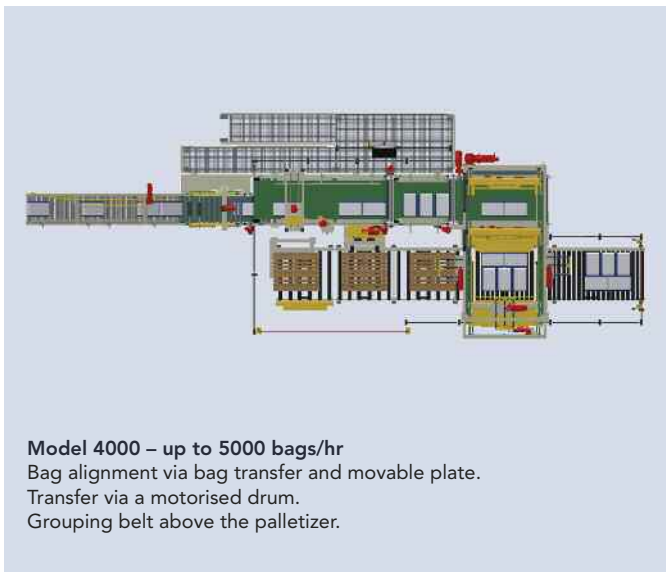 Model 4000 – up to 5000 bags/hr
Bag alignment via bag transfer and movable plate.
Transfer via a motorised drum.
Grouping belt above the palletizer.